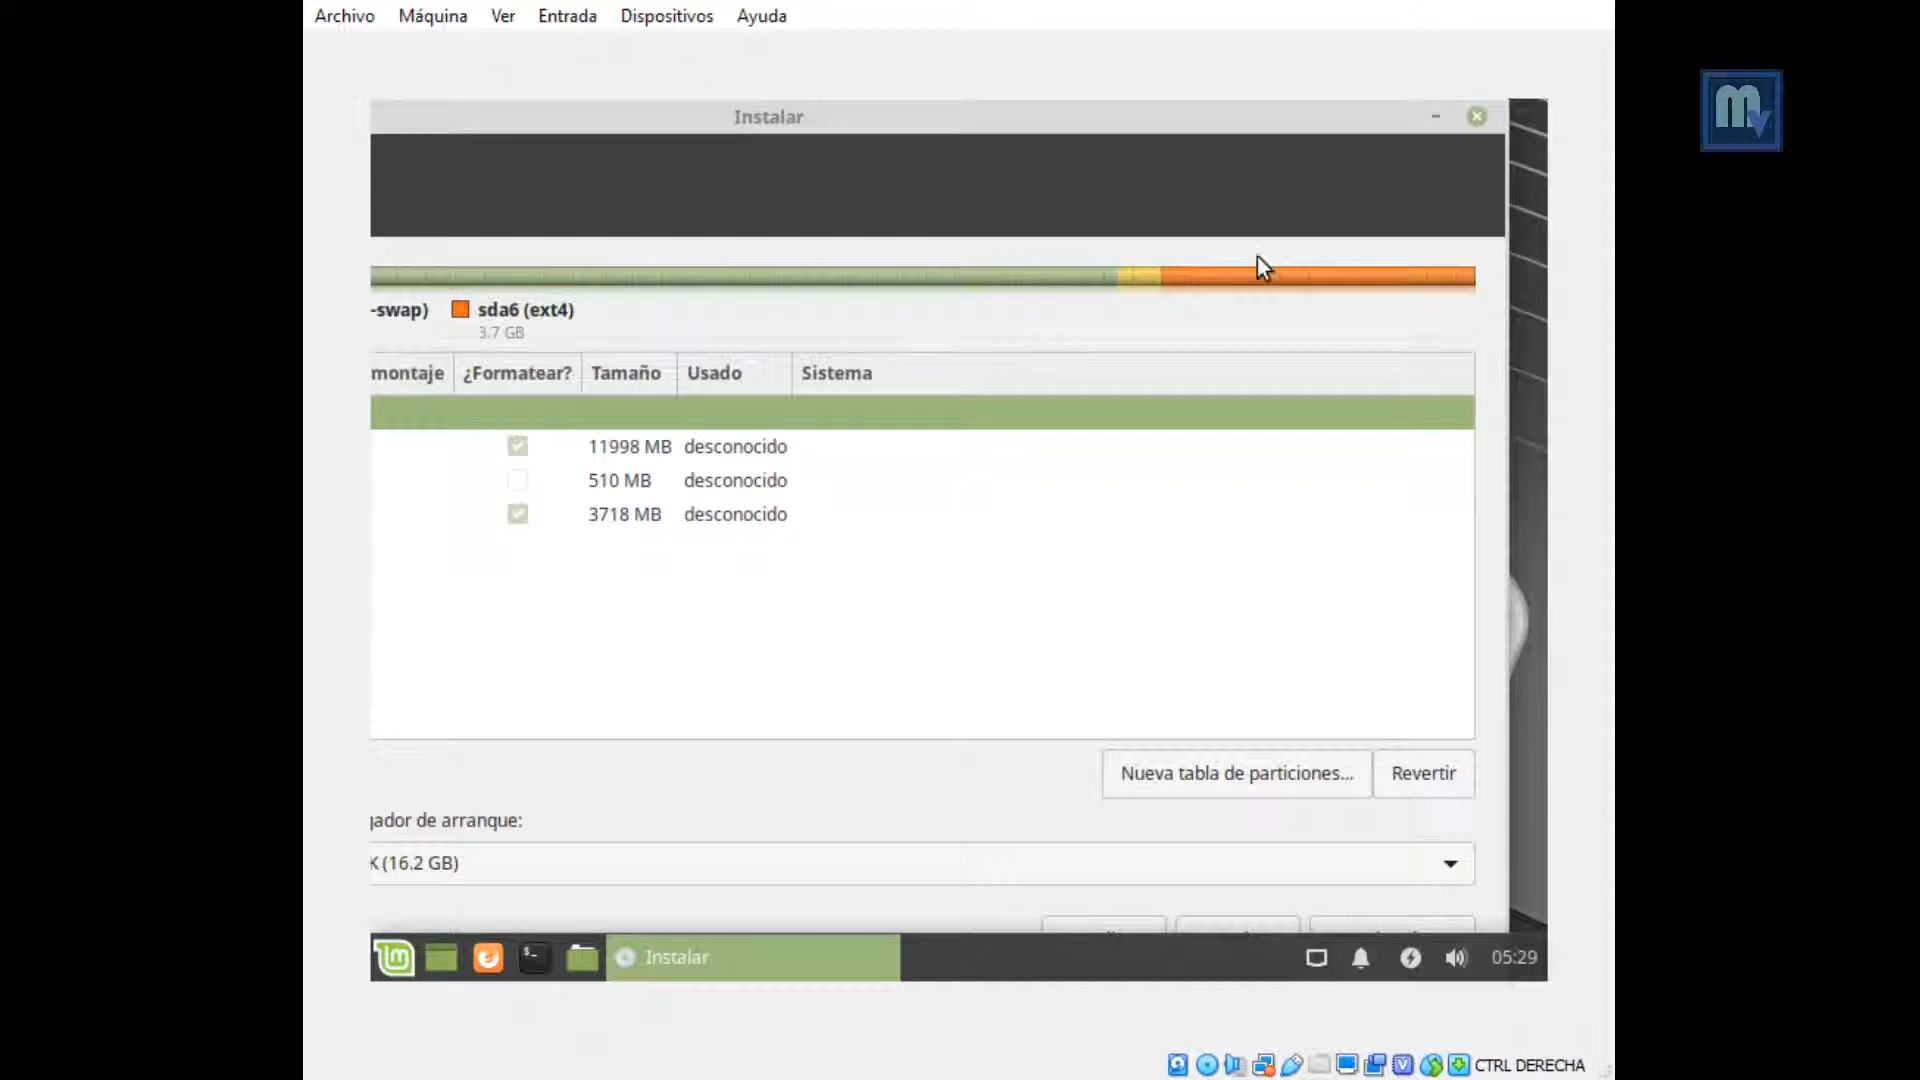 Archivo Máquina Ver Entrada Dispositivos Ayuda
Instalar
-swap) sda6 (ext4)
3.7 GB
montaje ¿Formatear? Tamaño Usado Sistema
11998 MB desconocido
510 MB desconocido
3718 MB desconocido
Nueva tabla de particiones... Revertir
gador de arranque:
K (16.2 GB)
Instalar 05:29
CTRL DERECHA